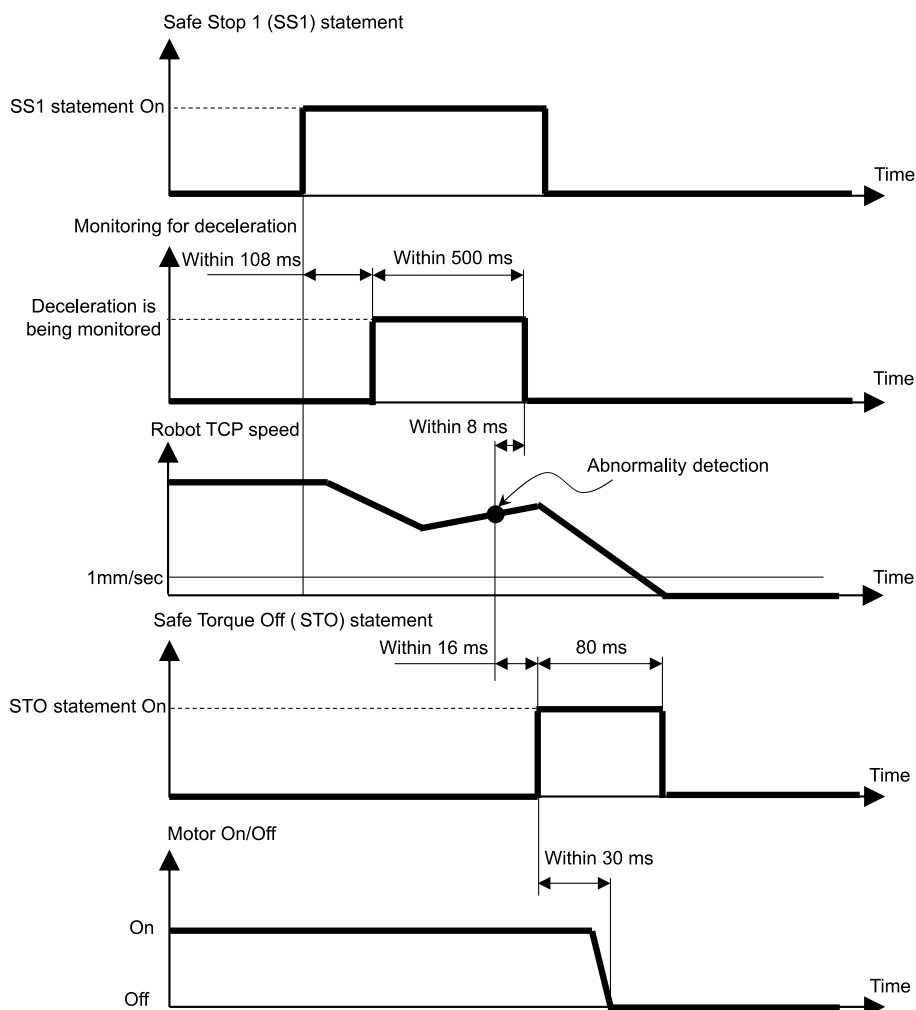 Safe Stop 1 (SS1) statement
SS1 statement On
Time
Monitoring for deceleration
Within 108 ms
Within 500 ms
Deceleration is
being monitored
Time
Within 8 ms
Robot TCP speed
Abnormality detection
1mm/sec
Time
Safe Torque Off ( STO) statement
Within 16 ms
80 ms
STO statement On
Time
Motor On/Off
Within 30 ms
On
Off
Time